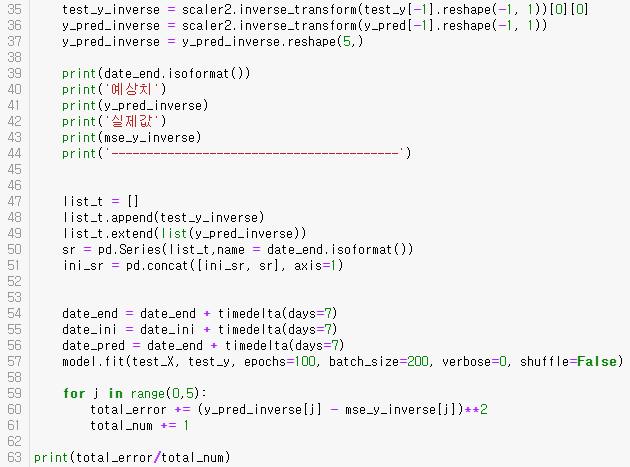 35 test_y_inverse = scaler2.inverse_transform(test_y[-1].reshape(-1, 1))[0][0]
36 y_pred_inverse = scaler2.inverse_transform(y_pred[-1].reshape(-1, 1))
37 y_pred_inverse = y_pred_inverse.reshape(5,)
38
39 print(date_end.isoformat())
40 print('예상치')
41 print(y_pred_inverse)
42 print('실제값')
43 print(mse_y_inverse)
44 print('-----------------------------------------')
45
46
47 list_t = []
48 list_t.append(test_y_inverse)
49 list_t.extend(list(y_pred_inverse))
50 sr = pd.Series(list_t,name = date_end.isoformat())
51 ini_sr = pd.concat([ini_sr, sr], axis=1)
52
53
54 date_end = date_end + timedelta(days=7)
55 date_ini = date_ini + timedelta(days=7)
56 date_pred = date_end + timedelta(days=7)
57 model.fit(test_X, test_y, epochs=100, batch_size=200, verbose=0, shuffle=False)
58
59 for j in range(0,5):
60 total_error += (y_pred_inverse[j] - mse_y_inverse[j])**2
61 total_num += 1
62
63 print(total_error/total_num)